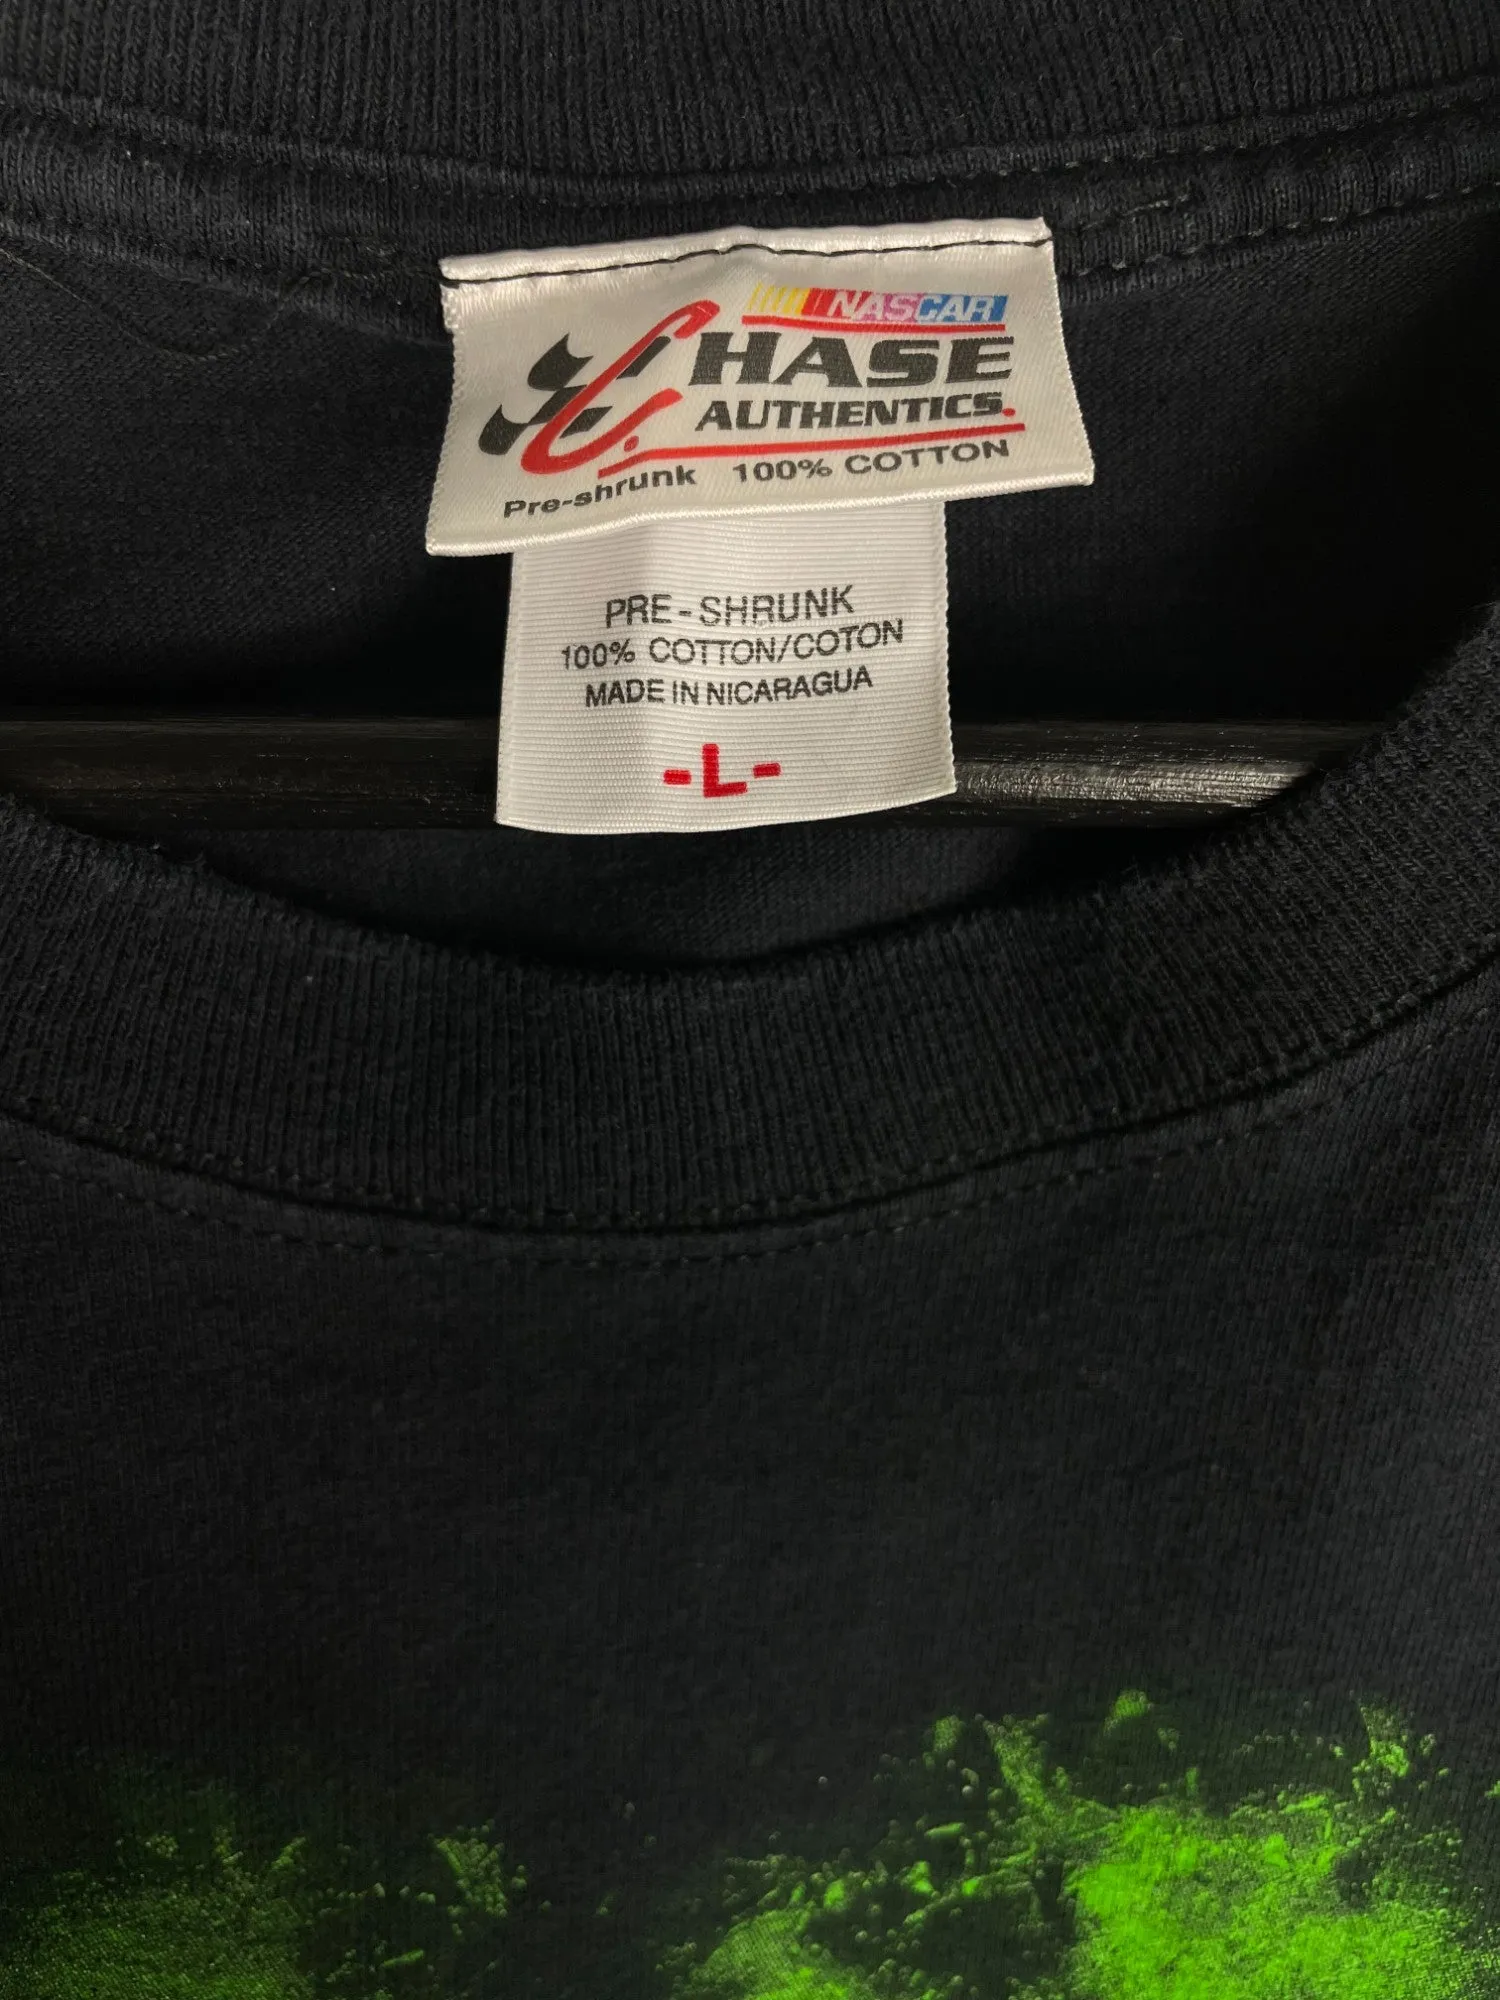 NASCAR
CHASE
AUTHENTICS.
Pre-shrunk 100% COTTON
PRE-SHRUNK
100% COTTON/COTON
MADE IN NICARAGUA
-L-